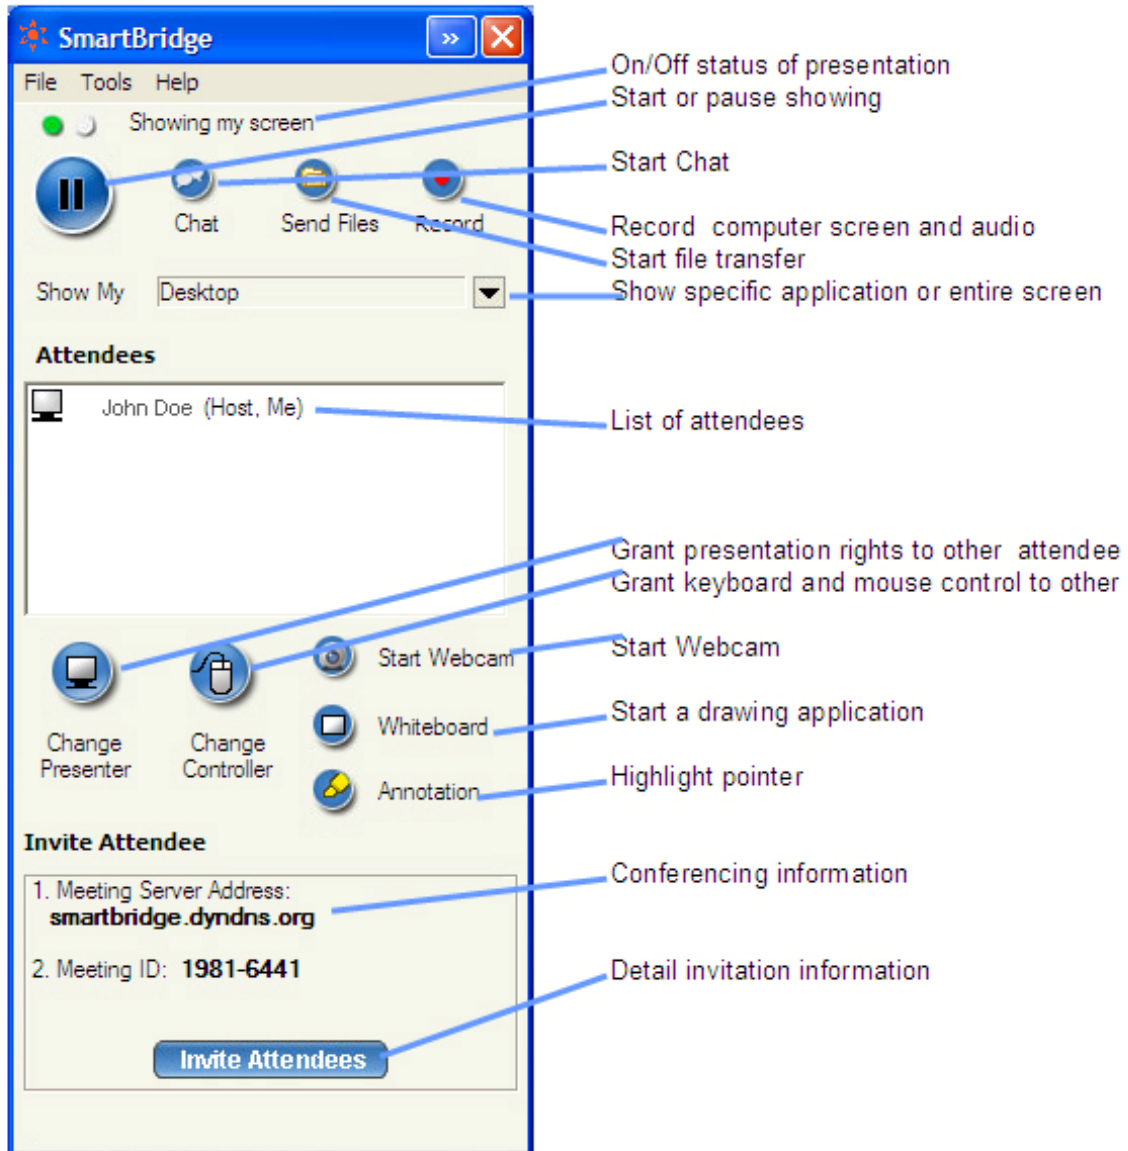 SmartBridge
File Tools Help
Showing my screen
Chat Send Files Record
Show My Desktop
Attendees
John Doe (Host, Me)
Change Presenter
Change Controller
Start Webcam
Whiteboard
Annotation
Invite Attendee
1. Meeting Server Address:
smartbridge.dyndns.org
2. Meeting ID: 1981-6441
Invite Attendees
On/Off status of presentation
Start or pause showing
Start Chat
Record computer screen and audio
Start file transfer
Show specific application or entire screen
List of attendees
Grant presentation rights to other attendee
Grant keyboard and mouse control to other
Start Webcam
Start a drawing application
Highlight pointer
Conferencing information
Detail invitation information